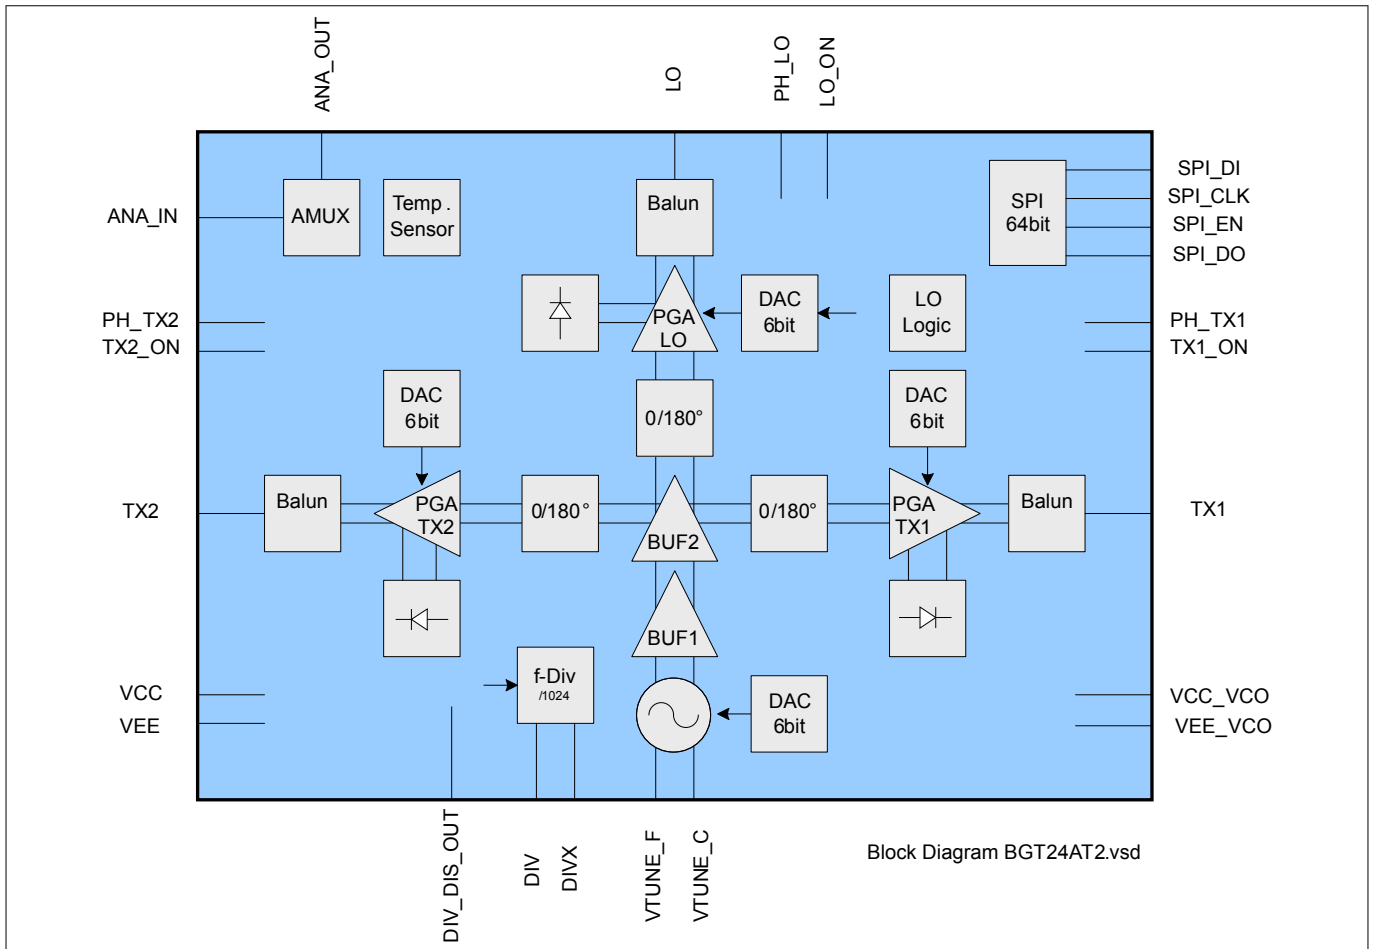 ANA_OUT
LO
PH_LO
LO_ON
ANA_IN
AMUX
Temp .
Sensor
Balun
SPI
64bit
SPI_DI
SPI_CLK
SPI_EN
SPI_DO
PH_TX2
TX2_ON
PGA
LO
DAC
6bit
LO
Logic
PH_TX1
TX1_ON
DAC
6bit
0/180°
DAC
6bit
TX2
Balun
PGA
TX2
0/180°
BUF2
0/180°
PGA
TX1
Balun
TX1
BUF1
VCC
VEE
f-Div
/1024
DAC
6bit
VCC_VCO
VEE_VCO
DIV_DIS_OUT
DIV
DIVX
VTUNE_F
VTUNE_C
Block Diagram BGT24AT2.vsd